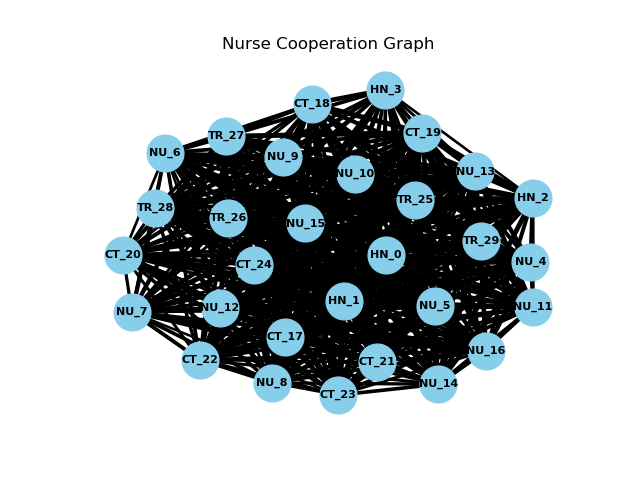 Nurse Cooperation Graph
HN_3
CT_18
CT_19
TR_27
NU_6
NU_9
NU_10
NU_13
HN_2
TR_25
TR_28
TR_26
NU_15
TR_29
CT_20
HN_0
NU_4
CT_24
HN_1
NU_5
NU_11
NU_12
NU_7
CT_17
NU_16
CT_22
CT_21
NU_8
NU_14
CT_23